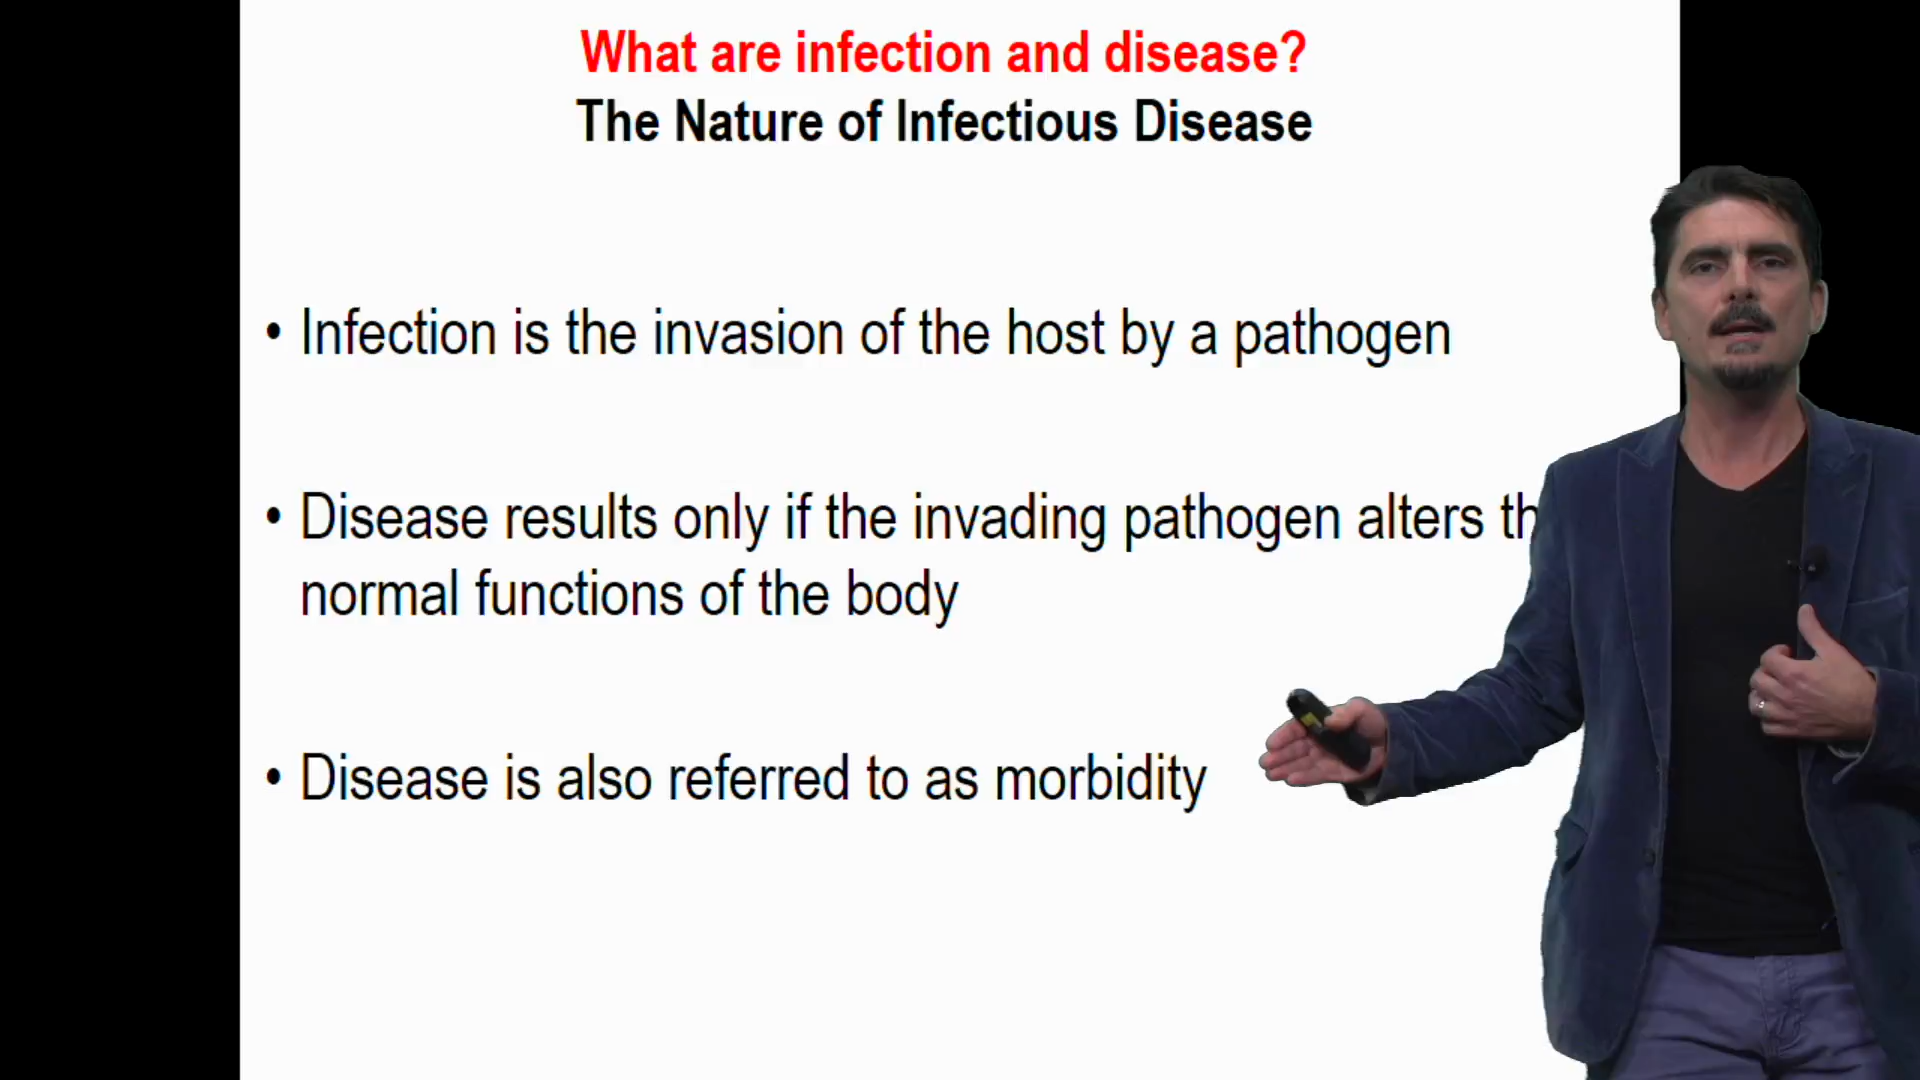 What are infection and disease?
The Nature of Infectious Disease
• Infection is the invasion of the host by a pathogen
• Disease results only if the invading pathogen alters
normal functions of the body
• Disease is also referred to as morbidity